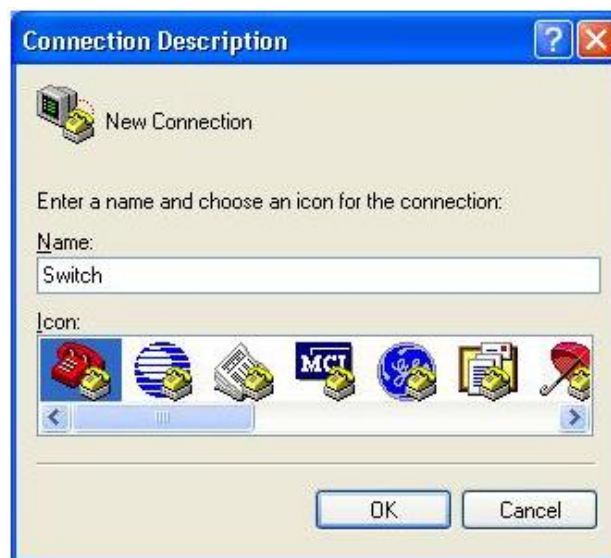 Connection Description
New Connection
Enter a name and choose an icon for the connection:
Name:
Switch
Icon:
MCI
OK Cancel